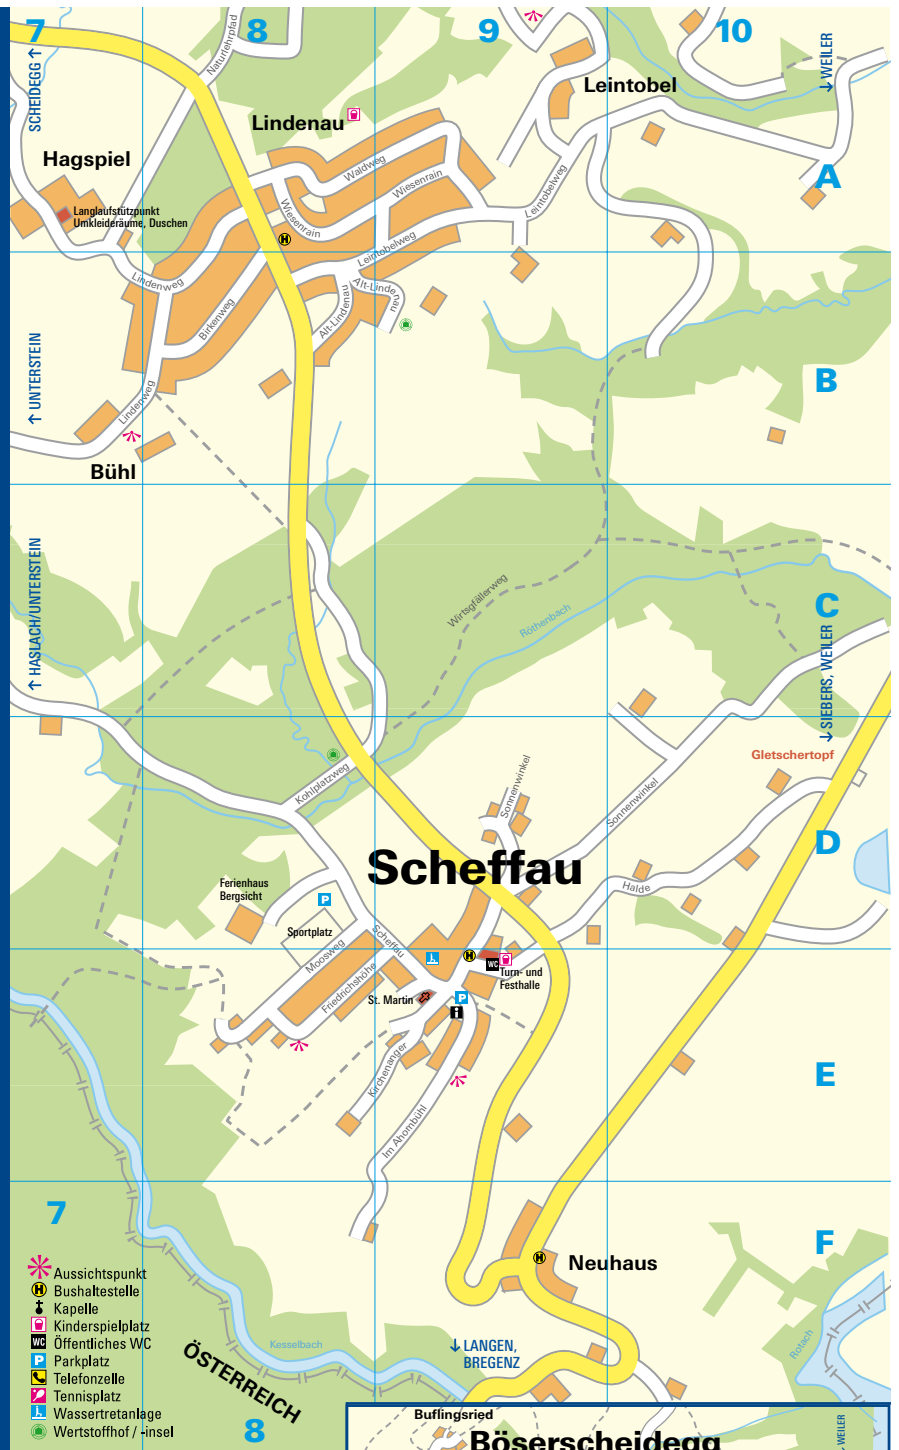 7
8
9
10
SCHEIDEGG ↑
Naturlehrpfad
↓ WEILER
Leintobel
Lindenau
Hagspiel
Waldweg
Wiesenrain
A
Langlaufstützpunkt
Umkleideräume, Duschen
Wiesenrain
Leintobelweg
H
Leintobelweg
Lindenweg
Birkenweg
Alt-Lindenau
Alt-Lindenau
↑ UNTERSTEIN
B
Lindenweg
Bühl
↑ HASLACH/UNTERSTEIN
Wirtsgfällerweg
Rothenbach
C
↓ SIEBERS, WEILER
Gletschertopf
Kohlplatzweg
Sonnenwinkel
Sonnenwinkel
D
Scheffau
Ferienhaus
Bergsicht
P
Halde
Sportplatz
Scheffau
Moosweg
H
WC
Turn- und
Festhalle
Friedrichshöhe
St. Martin
P
i
Kirchenanger
E
Im Ahornbühl
7
F
H
Neuhaus
Aussichtspunkt
H Bushaltestelle
Kapelle
Kinderspielplatz
WC Öffentliches WC
P Parkplatz
Telefonzelle
Tennisplatz
Wassertretanlage
Wertstoffhof / -insel
Kesselbach
ÖSTERREICH
8
↓ LANGEN,
BREGENZ
Rotach
Buflingsried
Böserscheidegg
WEILER